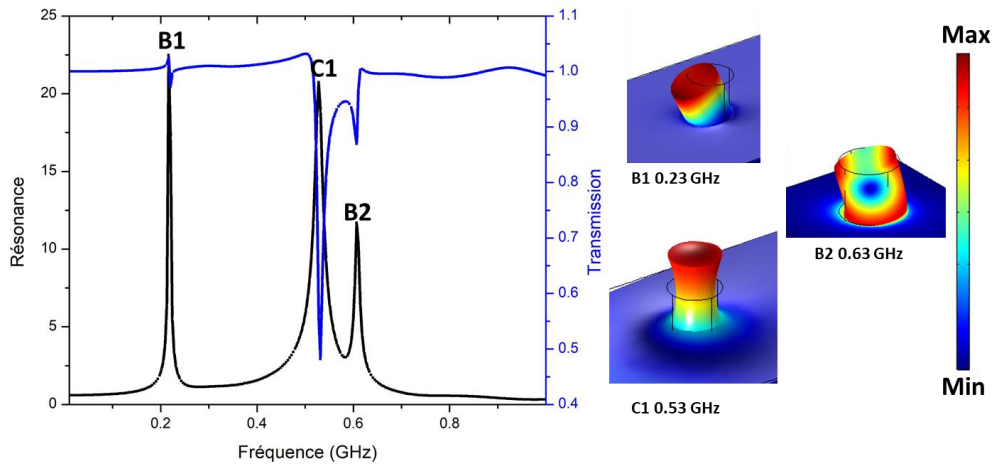 25
20
15
10
5
0
Résonance
0.2
0.4
0.6
0.8
Fréquence (GHz)
1.1
1.0
0.9
0.8
0.7
0.6
0.5
0.4
Transmission
B1
C1
B2
B1 0.23 GHz
B2 0.63 GHz
C1 0.53 GHz
Max
Min